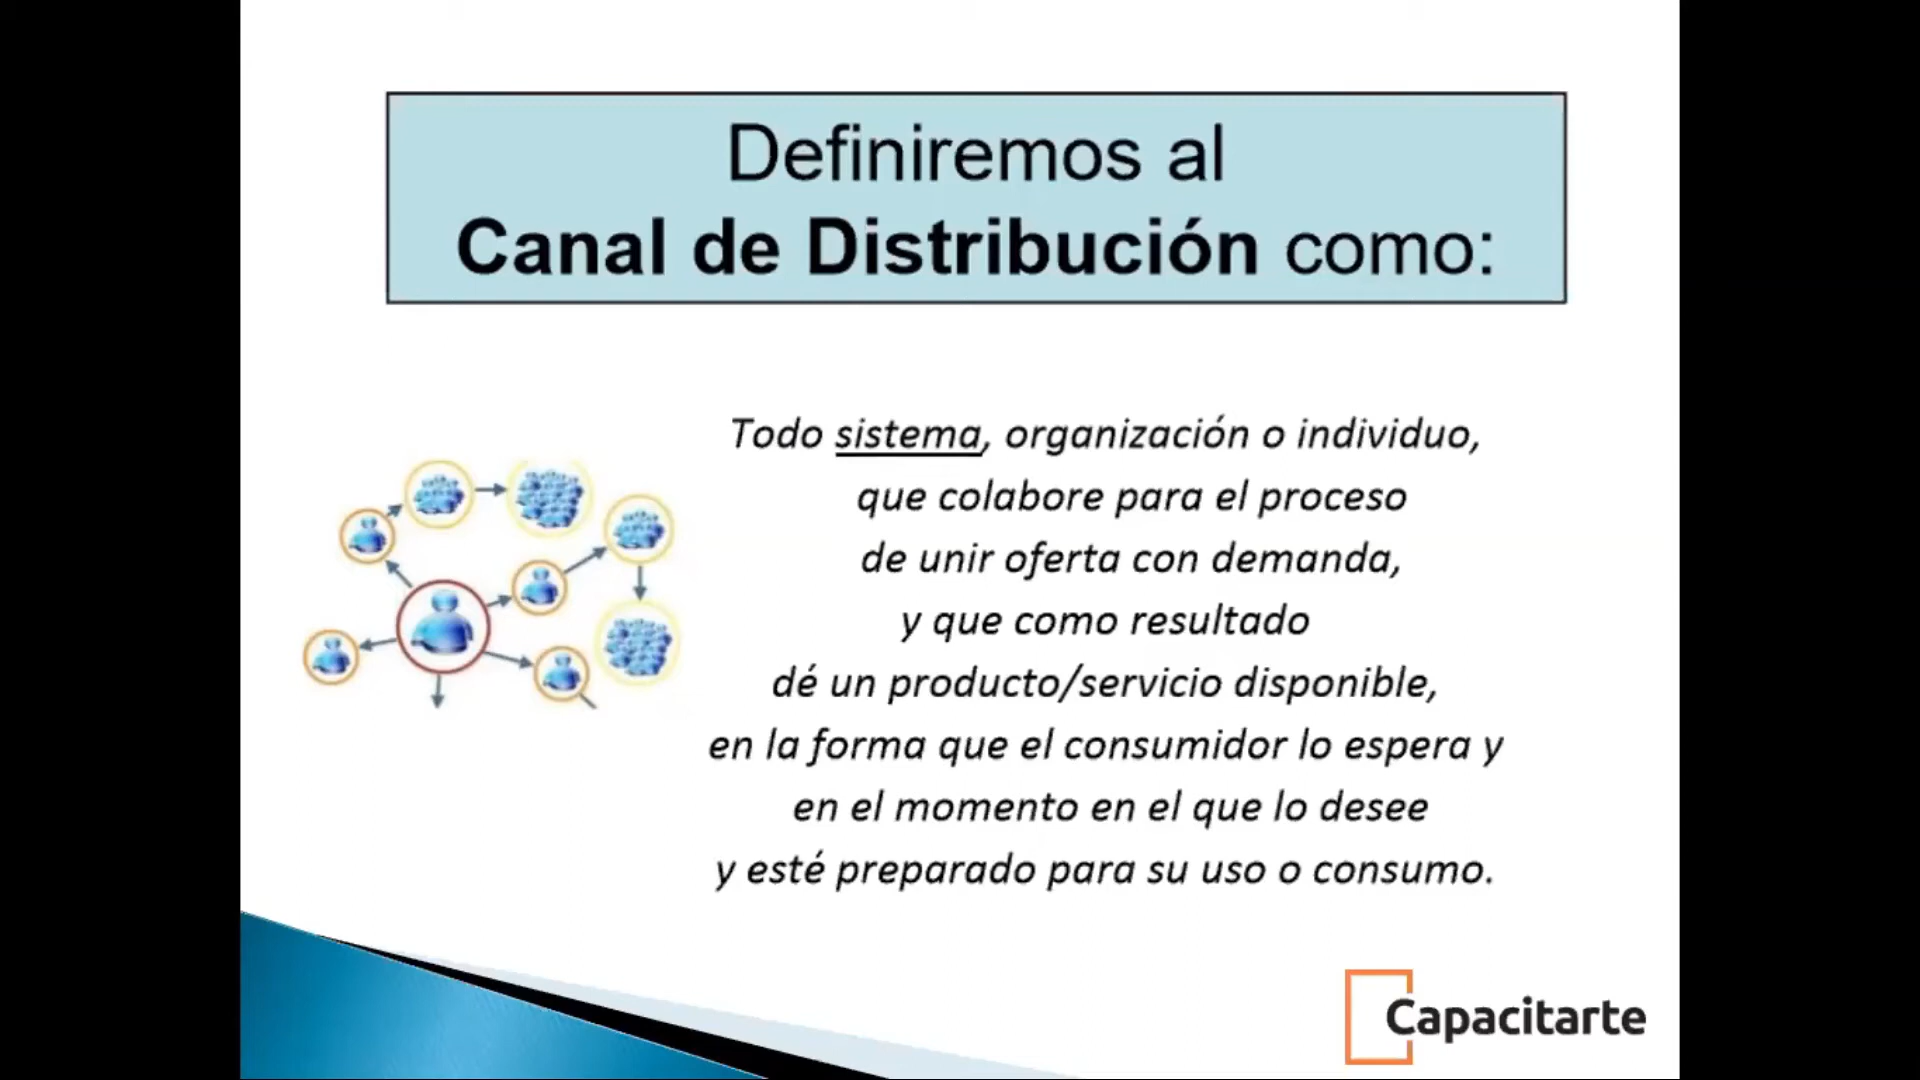 Definiremos al
Canal de Distribución como:
Todo sistema, organización o individuo,
que colabore para el proceso
de unir oferta con demanda,
y que como resultado
dé un producto/servicio disponible,
en la forma que el consumidor lo espera y
en el momento en el que lo desee
y esté preparado para su uso o consumo.
Capacitarte